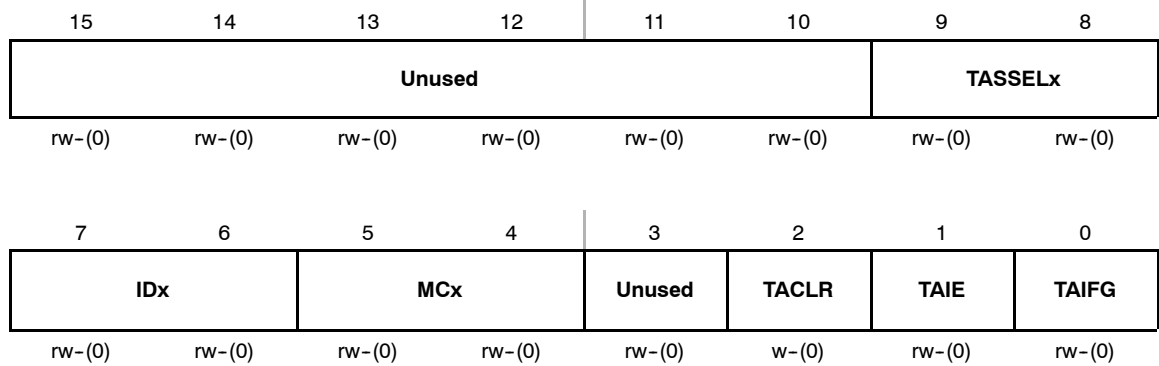 15 14 13 12 11 10 9 8
Unused TASSELx
rw-(0) rw-(0) rw-(0) rw-(0) rw-(0) rw-(0) rw-(0) rw-(0)
7 6 5 4 3 2 1 0
IDx MCx Unused TACLR TAIE TAIFG
rw-(0) rw-(0) rw-(0) rw-(0) rw-(0) w-(0) rw-(0) rw-(0)